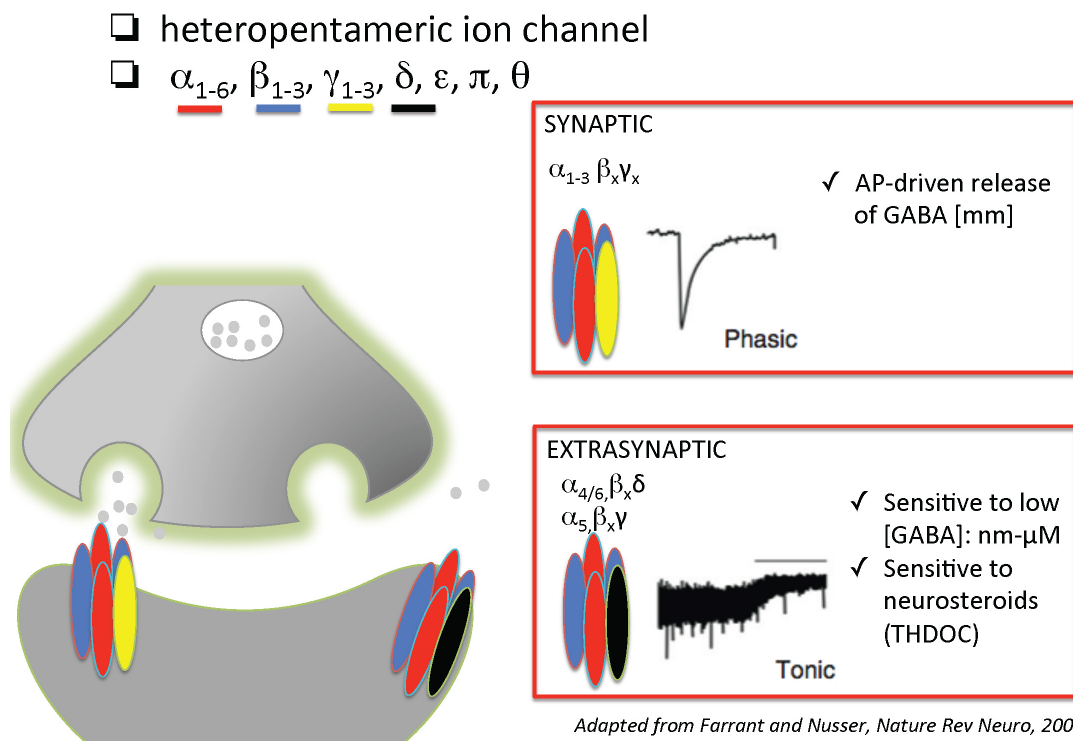 ❏ heteropentameric ion channel
❏ α1-6, β1-3, γ1-3, δ, ε, π, θ
SYNAPTIC
α1-3 βxγx
✓ AP-driven release
of GABA [mm]
Phasic
EXTRASYNAPTIC
α4/6,βxδ
α5,βxγ
✓ Sensitive to low
[GABA]: nm-μM
✓ Sensitive to
neurosteroids
(THDOC)
Tonic
Adapted from Farrant and Nusser, Nature Rev Neuro, 200